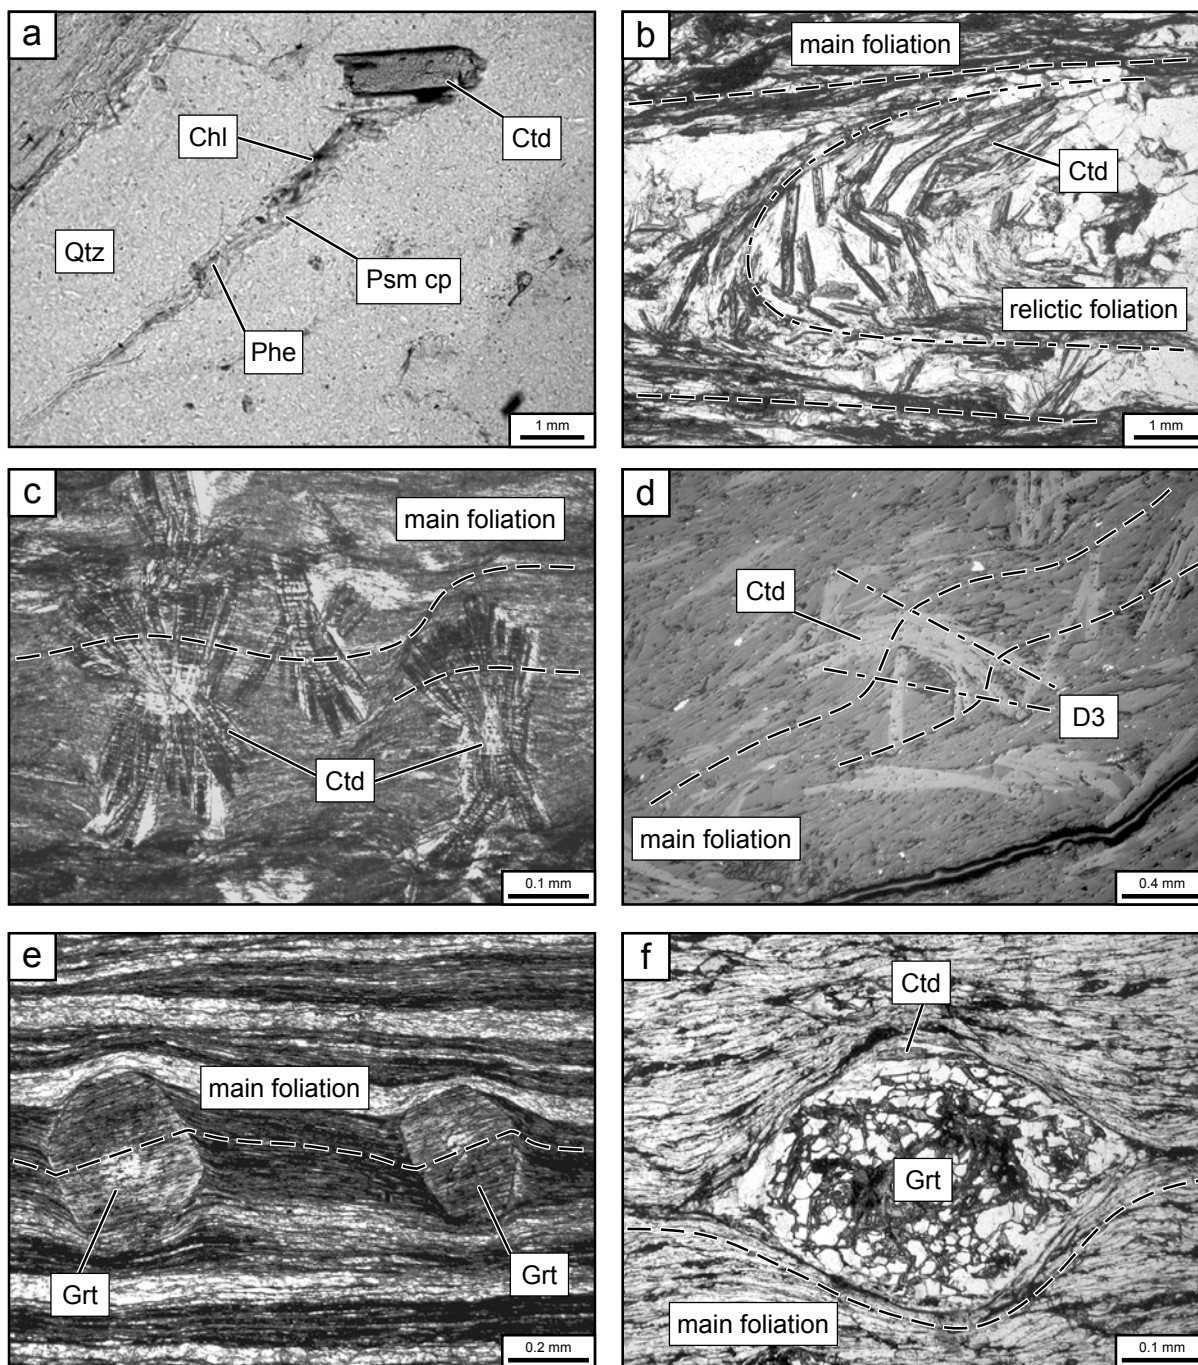 a
Chl
Ctd
Qtz
Psm cp
Phe
1 mm
b
main foliation
Ctd
relictic foliation
1 mm
c
main foliation
Ctd
0.1 mm
d
Ctd
D3
main foliation
0.4 mm
e
main foliation
Grt
Grt
0.2 mm
f
Ctd
Grt
main foliation
0.1 mm